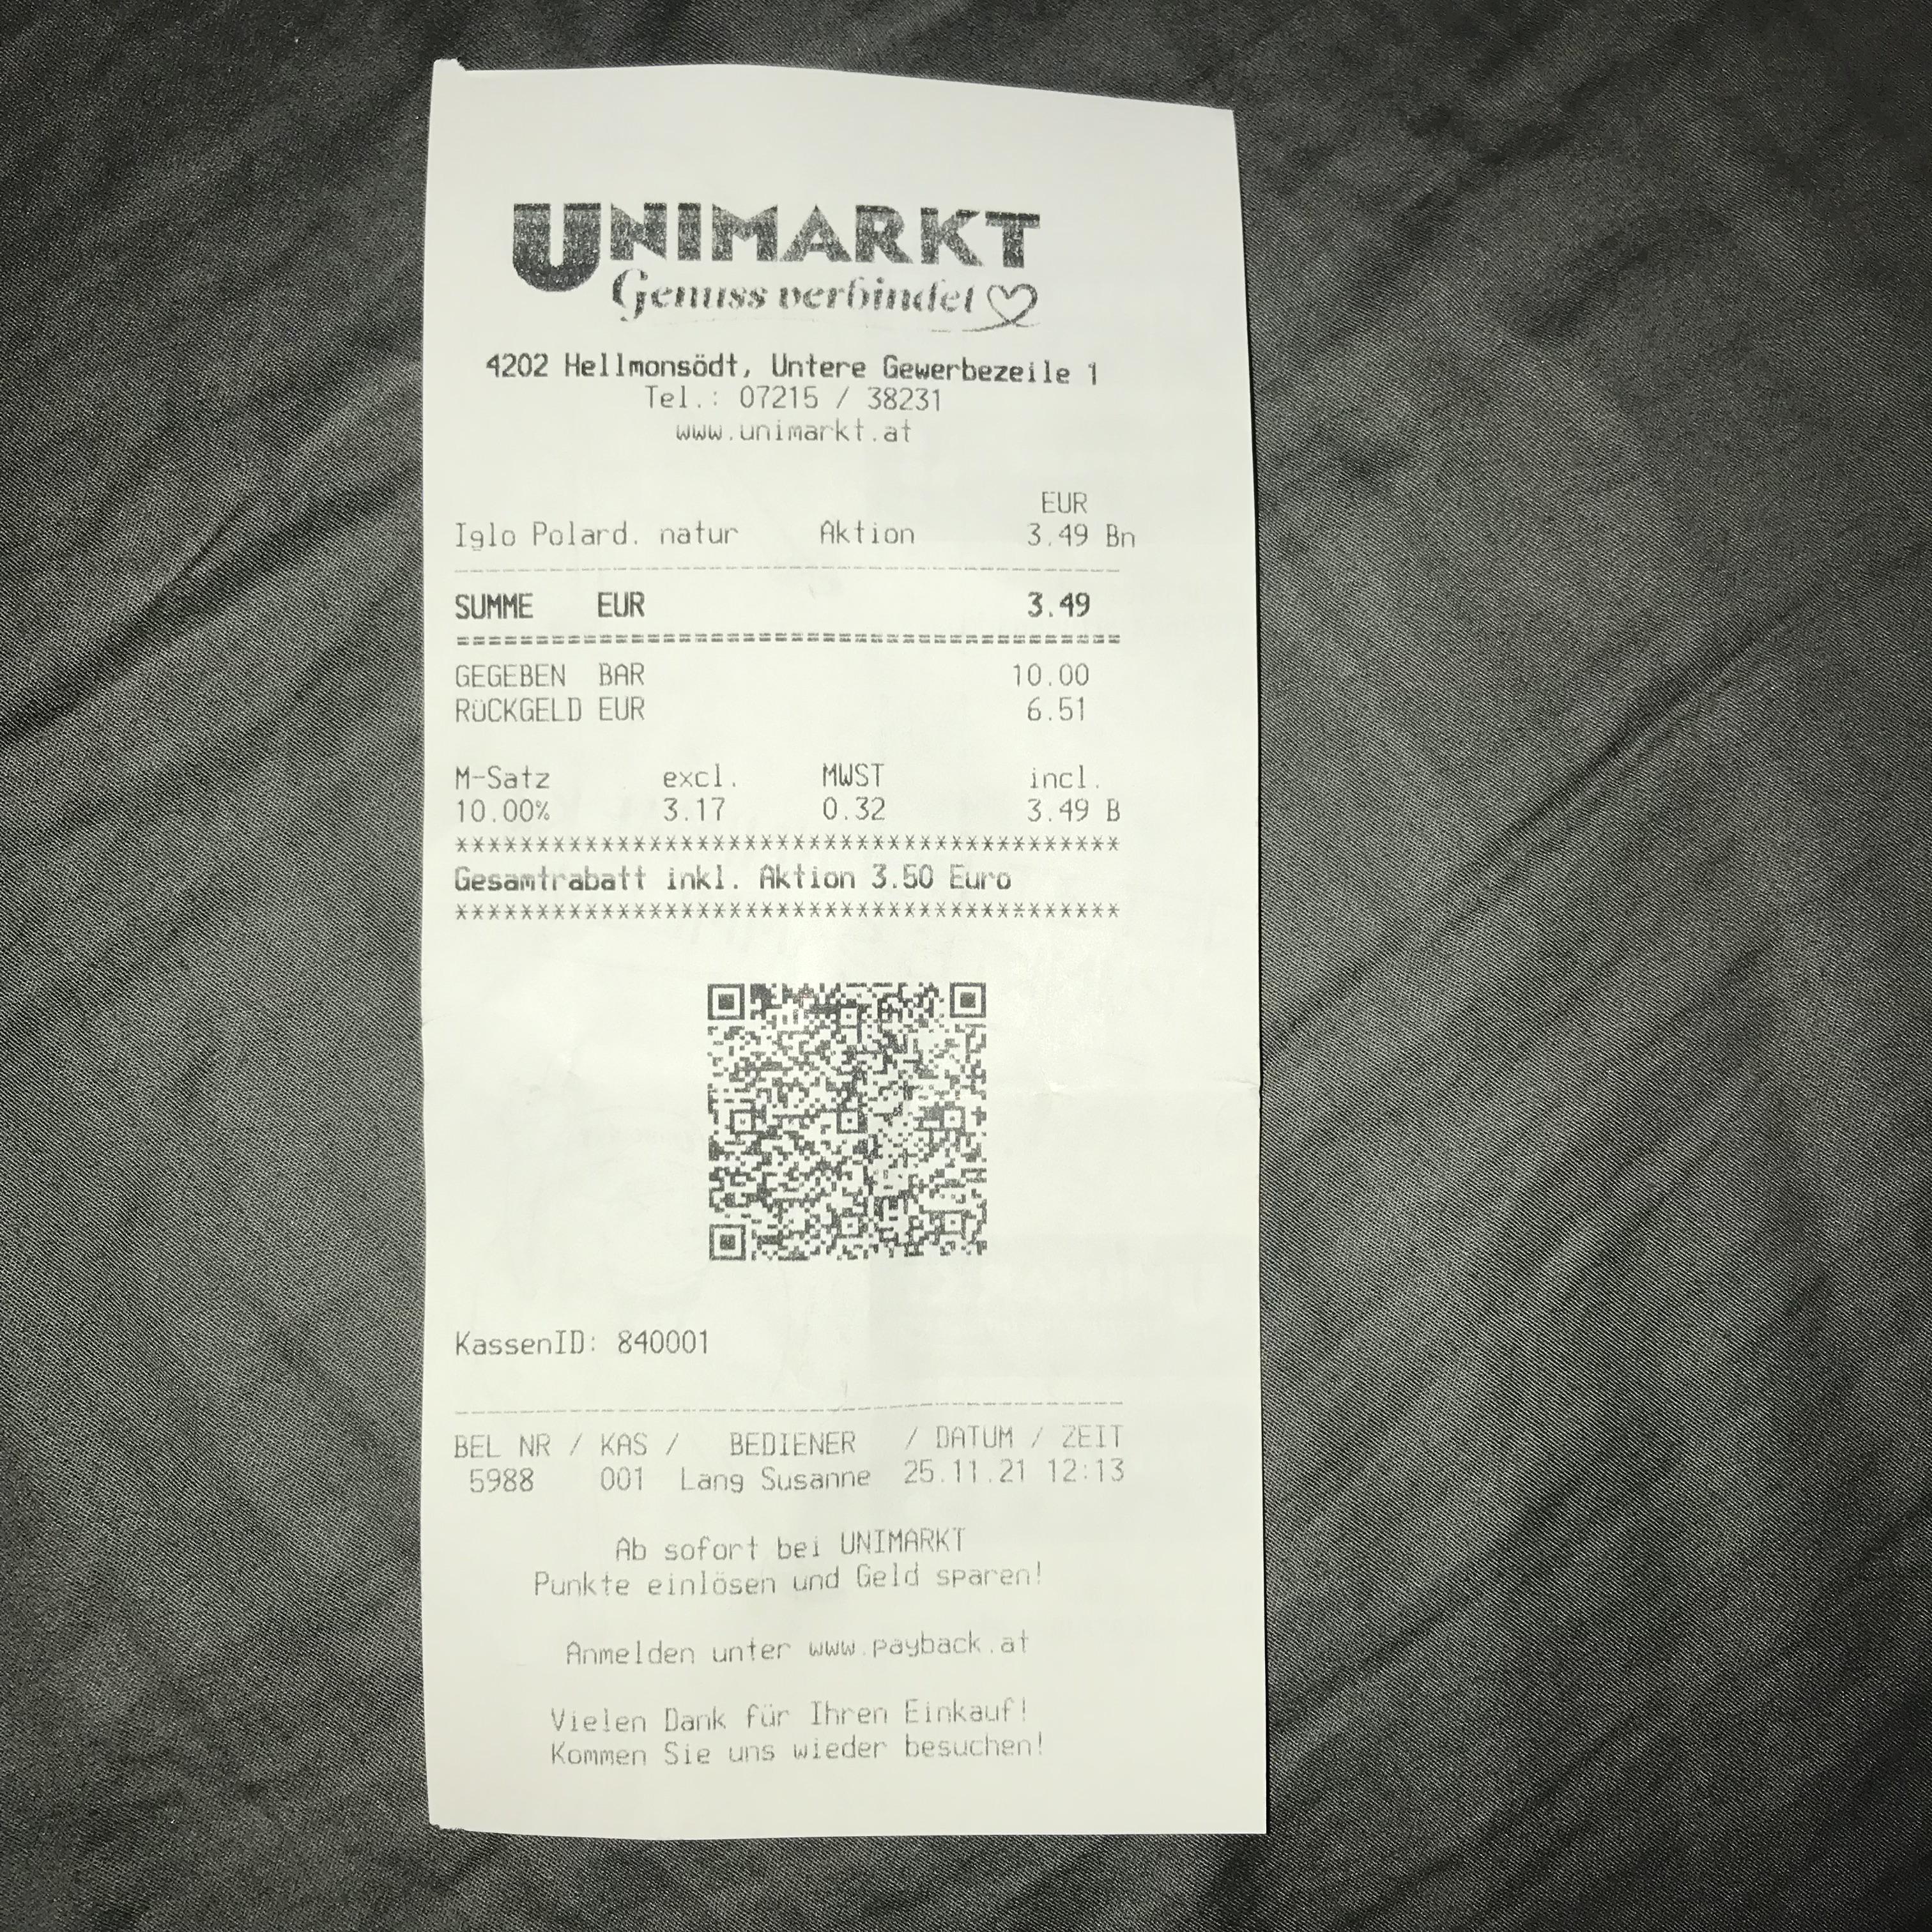 UNIMARKT
Genuss verbindet
4202 Hellmonsödt, Untere Gewerbezeile 1
Tel.: 07215 / 38231
www.unimarkt.at
EUR
Iglo Polard. natur Aktion 3.49 Bn
SUMME EUR 3.49
GEGEBEN BAR 10.00
RÜCKGELD EUR 6.51
M-Satz excl. MWST incl.
10.00% 3.17 0.32 3.49 B
******************************************
Gesamtrabatt inkl. Aktion 3.50 Euro
******************************************
KassenID: 840001
BEL NR / KAS / BEDIENER / DATUM / ZEIT
5988 001 Lang Susanne 25.11.21 12:13
Ab sofort bei UNIMARKT
Punkte einlösen und Geld sparen!
Anmelden unter www.payback.at
Vielen Dank für Ihren Einkauf!
Kommen Sie uns wieder besuchen!